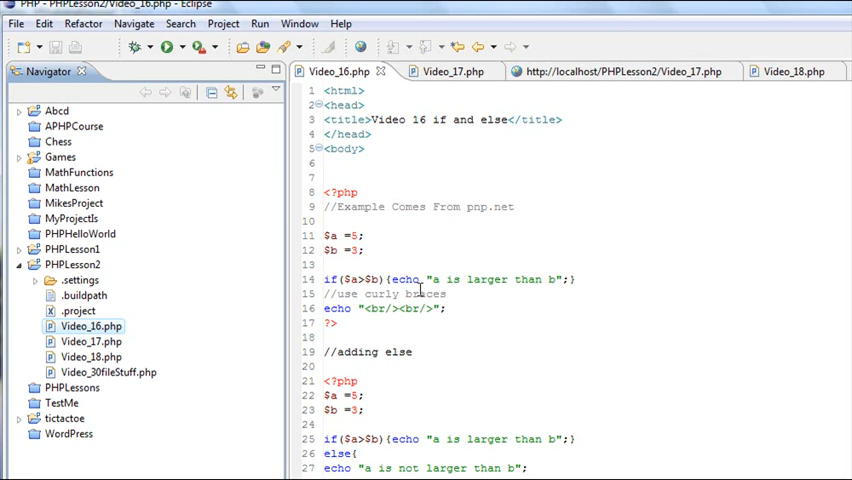 PHP - PHPLesson2/Video_16.php - Eclipse
File Edit Refactor Navigate Search Project Run Window Help
Navigator
Video_16.php
Video_17.php
http://localhost/PHPLesson2/Video_17.php
Video_18.php
Abcd
APHPCourse
Chess
Games
MathFunctions
MathLesson
MikesProject
MyProjectIs
PHPHelloWorld
PHPLesson1
PHPLesson2
.settings
.buildpath
.project
Video_16.php
Video_17.php
Video_18.php
Video_30fileStuff.php
PHPLessons
TestMe
tictactoe
WordPress
1 <html>
2 <head>
3 <title>Video 16 if and else</title>
4 </head>
5 <body>
6
7
8 <?php
9 //Example Comes From pnp.net
10
11 $a =5;
12 $b =3;
13
14 if($a>$b){echo "a is larger than b";}
15 //use curly braces
16 echo "<br/><br/>";
17 ?>
18
19 //adding else
20
21 <?php
22 $a =5;
23 $b =3;
24
25 if($a>$b){echo "a is larger than b";}
26 else{
27 echo "a is not larger than b";